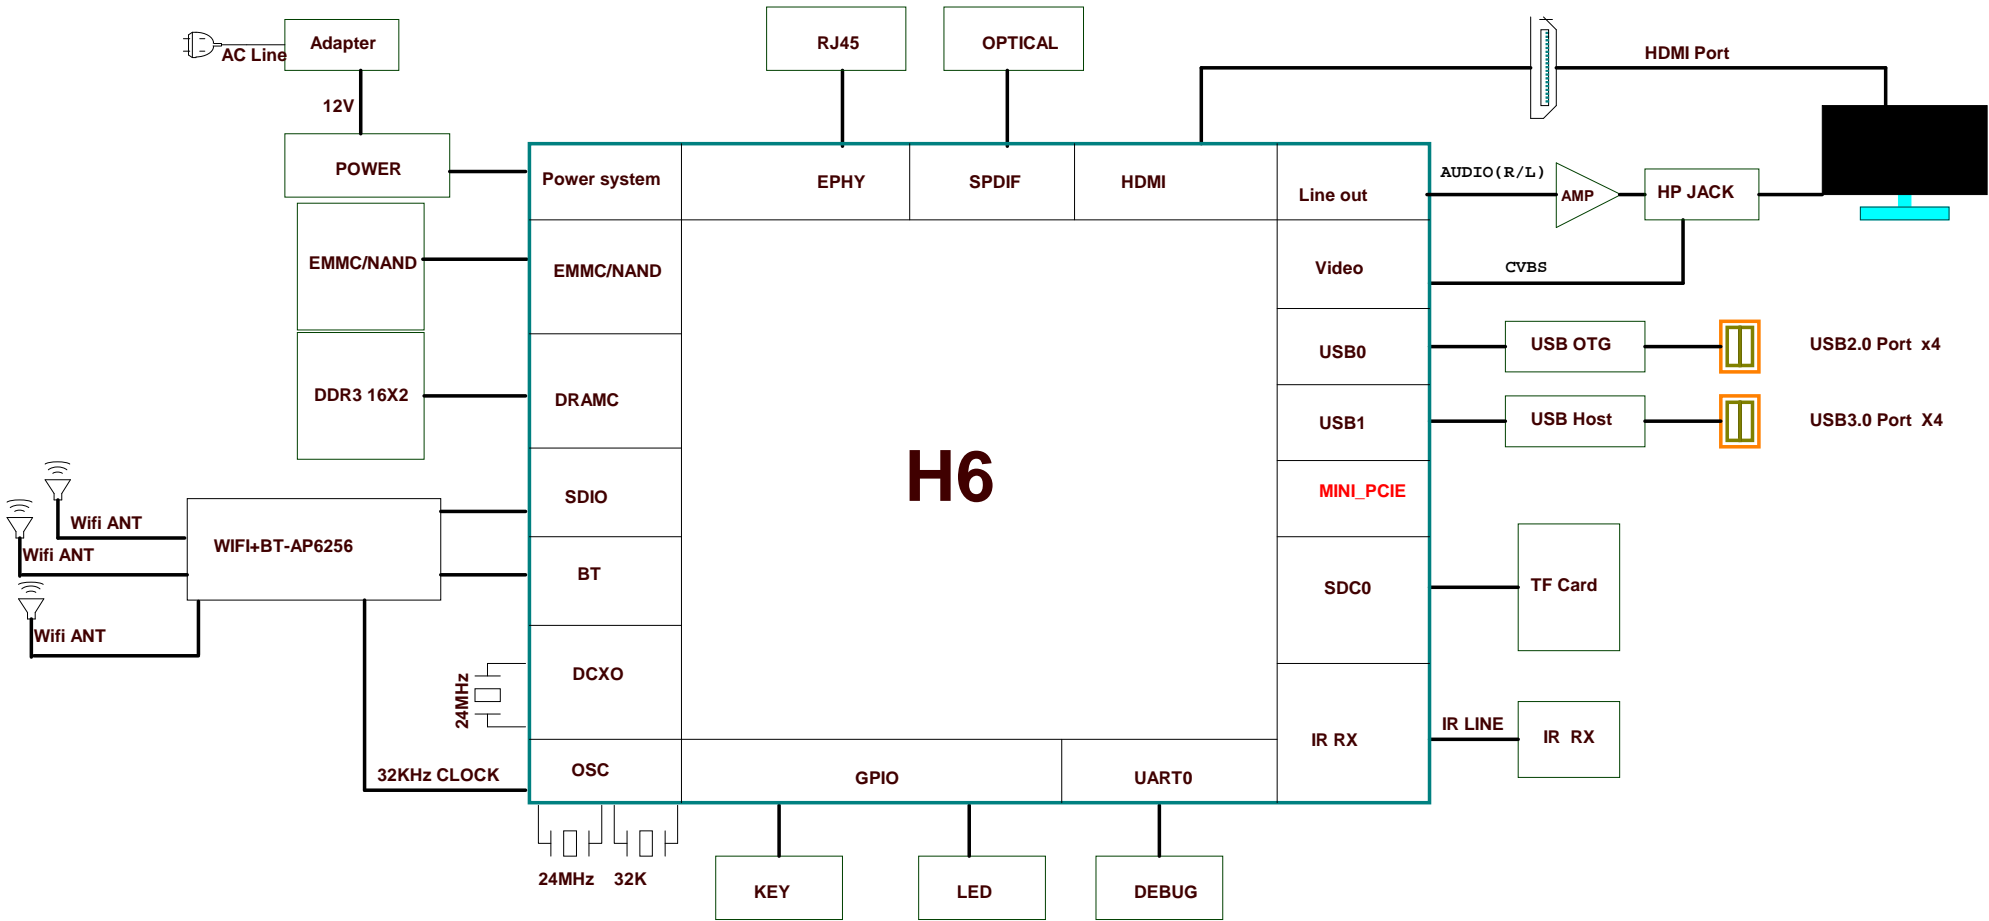 AC Line
Adapter
RJ45
OPTICAL
HDMI Port
12V
POWER
Power system
EPHY
SPDIF
HDMI
Line out
AUDIO(R/L)
AMP
HP JACK
EMMC/NAND
EMMC/NAND
Video
CVBS
USB0
USB OTG
USB2.0 Port x4
DDR3 16X2
DRAMC
USB1
USB Host
USB3.0 Port X4
H6
SDIO
MINI_PCIE
Wifi ANT
Wifi ANT
Wifi ANT
WIFI+BT-AP6256
BT
SDC0
TF Card
24MHz
DCXO
IR RX
IR LINE
IR RX
32KHz CLOCK
OSC
GPIO
UART0
24MHz
32K
KEY
LED
DEBUG